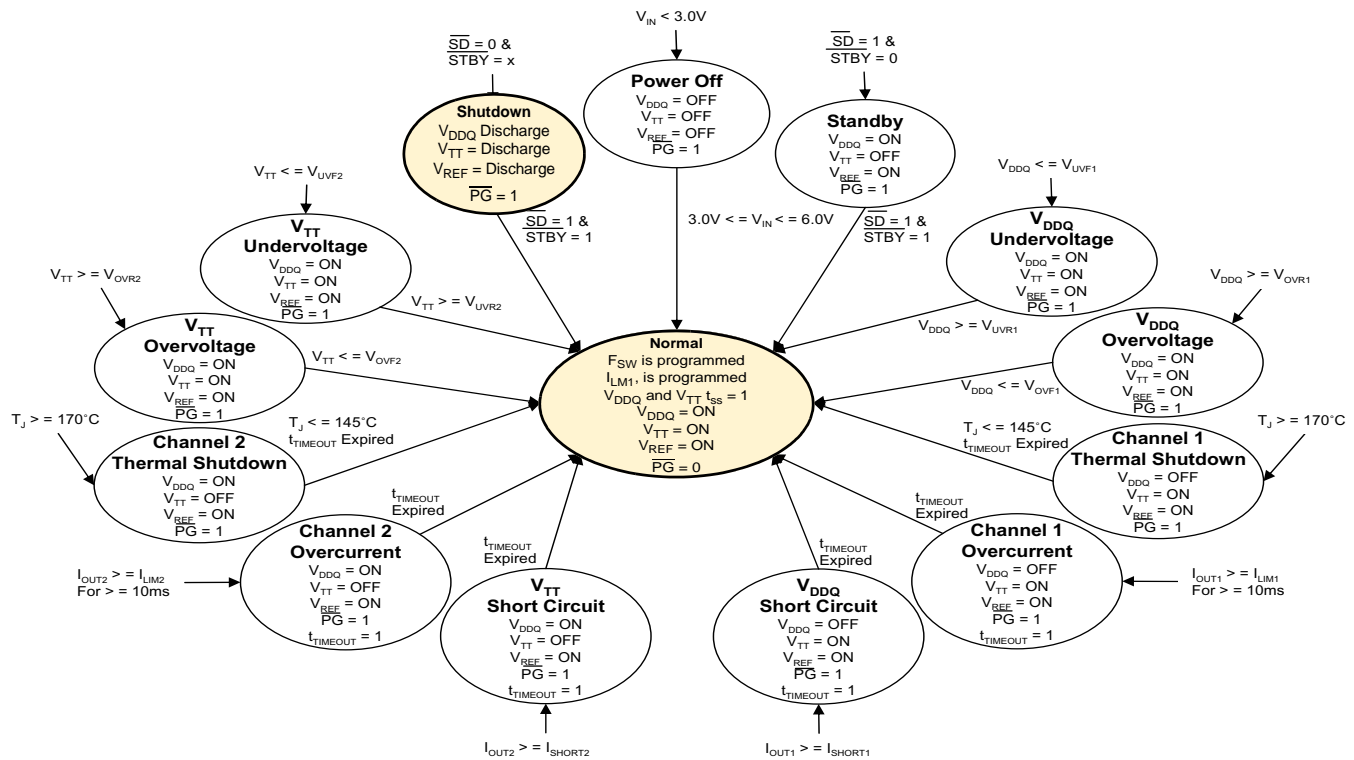 V_IN < 3.0V
SD = 0 &
STBY = x
SD = 1 &
STBY = 0
Power Off
V_DDQ = OFF
V_TT = OFF
V_REF = OFF
PG = 1
Shutdown
V_DDQ Discharge
V_TT = Discharge
V_REF = Discharge
PG = 1
Standby
V_DDQ = ON
V_TT = OFF
V_REF = ON
PG = 1
V_TT <= V_UVF2
V_DDQ <= V_UVF1
SD = 1 &
STBY = 1
3.0V <= V_IN <= 6.0V
SD = 1 &
STBY = 1
V_TT
Undervoltage
V_DDQ = ON
V_TT = ON
V_REF = ON
PG = 1
V_DDQ
Undervoltage
V_DDQ = ON
V_TT = ON
V_REF = ON
PG = 1
V_TT >= V_OVR2
V_DDQ >= V_OVR1
V_TT >= V_UVR2
V_DDQ >= V_UVR1
V_TT
Overvoltage
V_DDQ = ON
V_TT = ON
V_REF = ON
PG = 1
V_TT <= V_OVF2
Normal
F_SW is programmed
I_LM1, is programmed
V_DDQ and V_TT t_ss = 1
V_DDQ = ON
V_TT = ON
V_REF = ON
PG = 0
V_DDQ <= V_OVF1
V_DDQ
Overvoltage
V_DDQ = ON
V_TT = ON
V_REF = ON
PG = 1
T_J >= 170°C
T_J <= 145°C
t_TIMEOUT Expired
T_J <= 145°C
t_TIMEOUT Expired
T_J >= 170°C
Channel 2
Thermal Shutdown
V_DDQ = ON
V_TT = OFF
V_REF = ON
PG = 1
Channel 1
Thermal Shutdown
V_DDQ = OFF
V_TT = ON
V_REF = ON
PG = 1
t_TIMEOUT
Expired
t_TIMEOUT
Expired
Channel 2
Overcurrent
V_DDQ = ON
V_TT = OFF
V_REF = ON
PG = 1
t_TIMEOUT = 1
t_TIMEOUT
Expired
t_TIMEOUT
Expired
Channel 1
Overcurrent
V_DDQ = OFF
V_TT = ON
V_REF = ON
PG = 1
t_TIMEOUT = 1
I_OUT2 >= I_LIM2
For >= 10ms
I_OUT1 >= I_LIM1
For >= 10ms
V_TT
Short Circuit
V_DDQ = ON
V_TT = OFF
V_REF = ON
PG = 1
t_TIMEOUT = 1
V_DDQ
Short Circuit
V_DDQ = OFF
V_TT = ON
V_REF = ON
PG = 1
t_TIMEOUT = 1
I_OUT2 >= I_SHORT2
I_OUT1 >= I_SHORT1